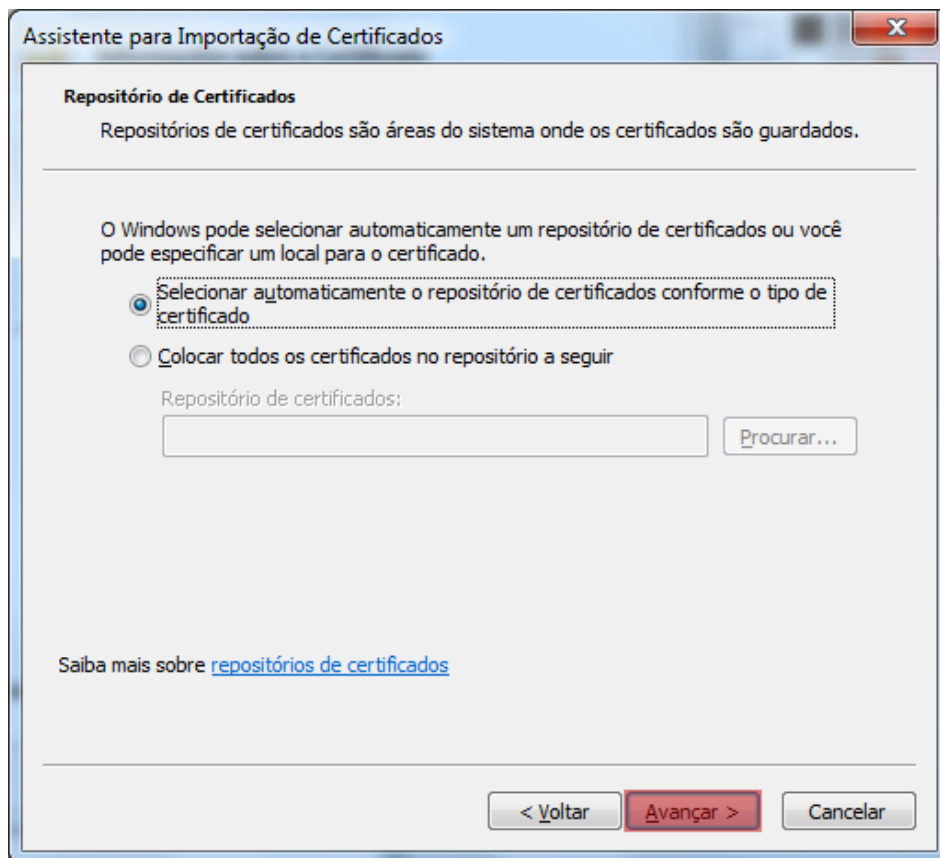 Assistente para Importação de Certificados
Repositório de Certificados
Repositórios de certificados são áreas do sistema onde os certificados são guardados.
O Windows pode selecionar automaticamente um repositório de certificados ou você
pode especificar um local para o certificado.
Selecionar automaticamente o repositório de certificados conforme o tipo de
certificado
Colocar todos os certificados no repositório a seguir
Repositório de certificados:
Procurar...
Saiba mais sobre repositórios de certificados
< Voltar
Avançar >
Cancelar